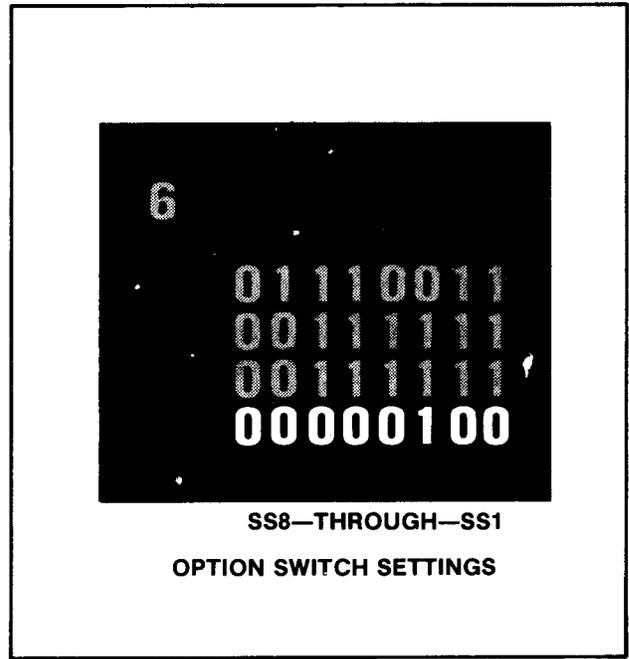 6
01110011
00111111
00111111
00000100
SS8—THROUGH—SS1
OPTION SWITCH SETTINGS